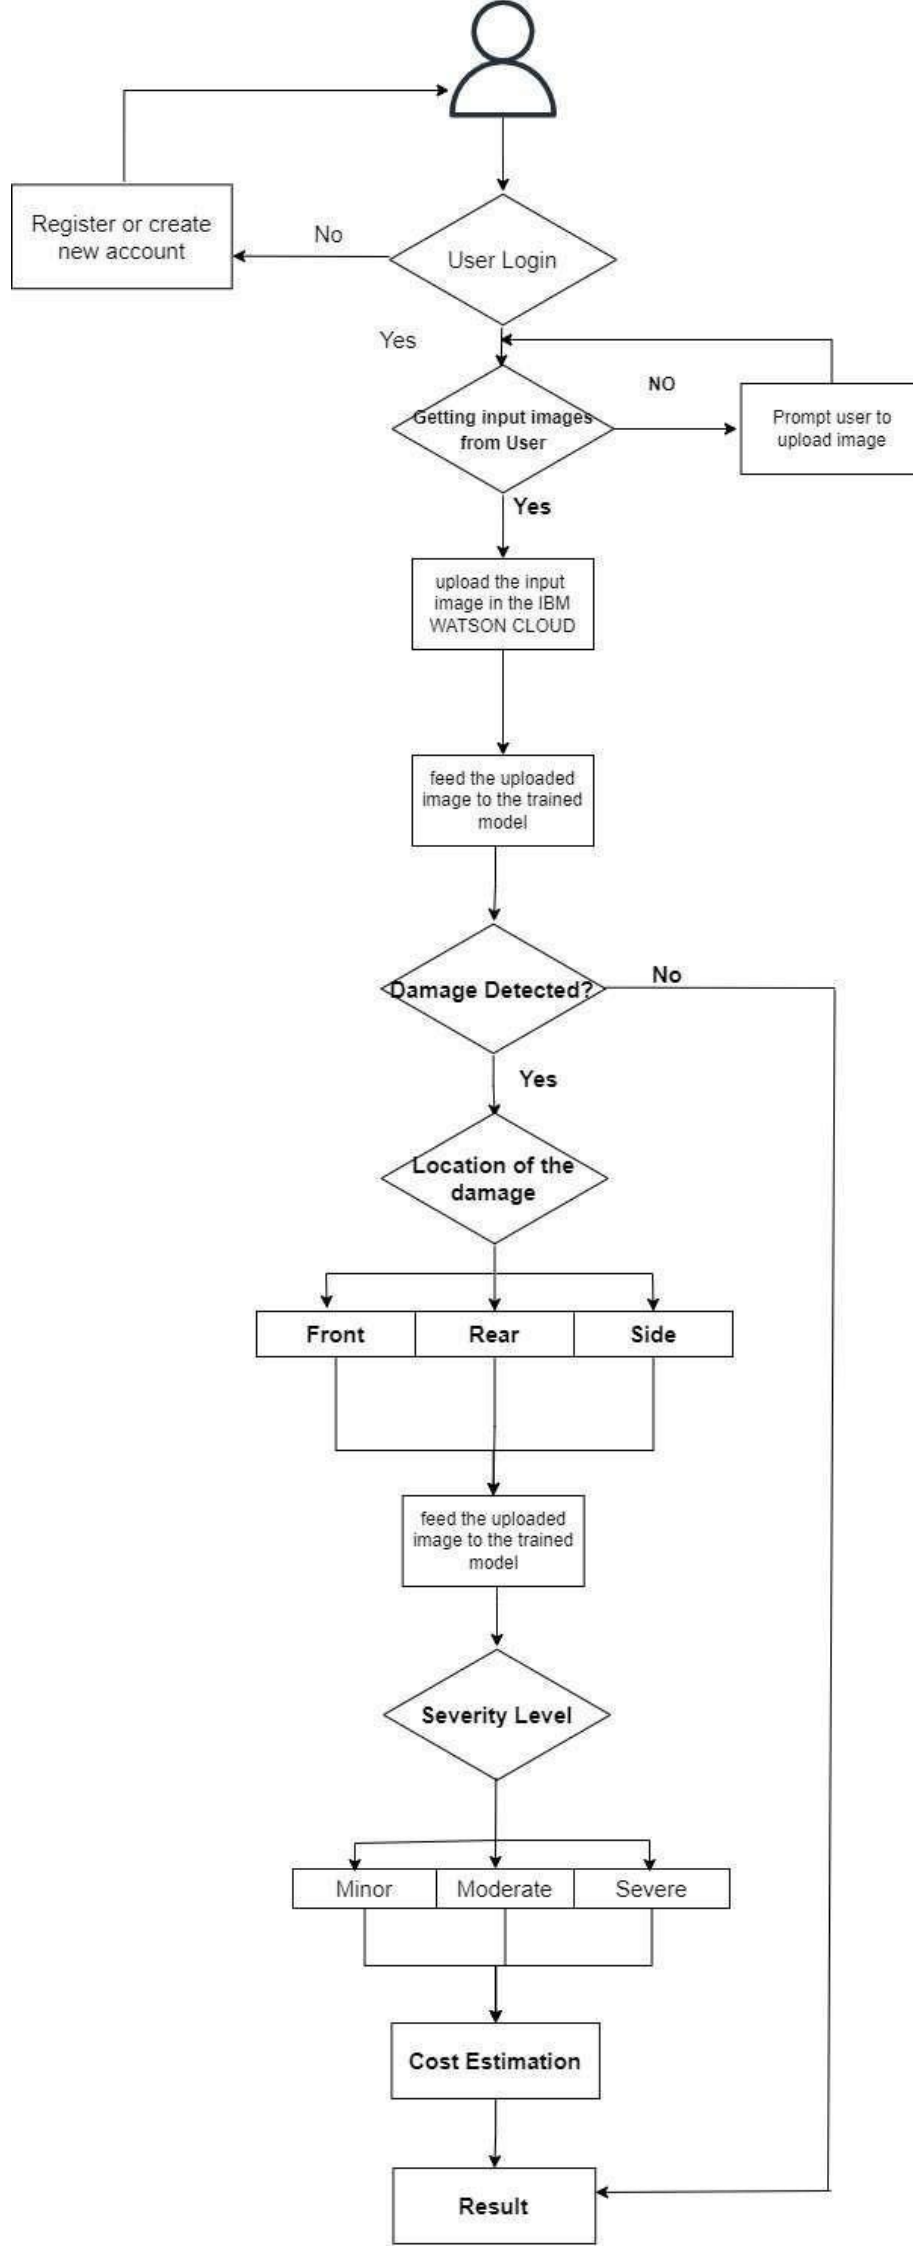 Register or create
new account
No
User Login
Yes
NO
Getting input images
from User
Prompt user to
upload image
Yes
upload the input
image in the IBM
WATSON CLOUD
feed the uploaded
image to the trained
model
No
Damage Detected?
Yes
Location of the
damage
Front
Rear
Side
feed the uploaded
image to the trained
model
Severity Level
Minor
Moderate
Severe
Cost Estimation
Result